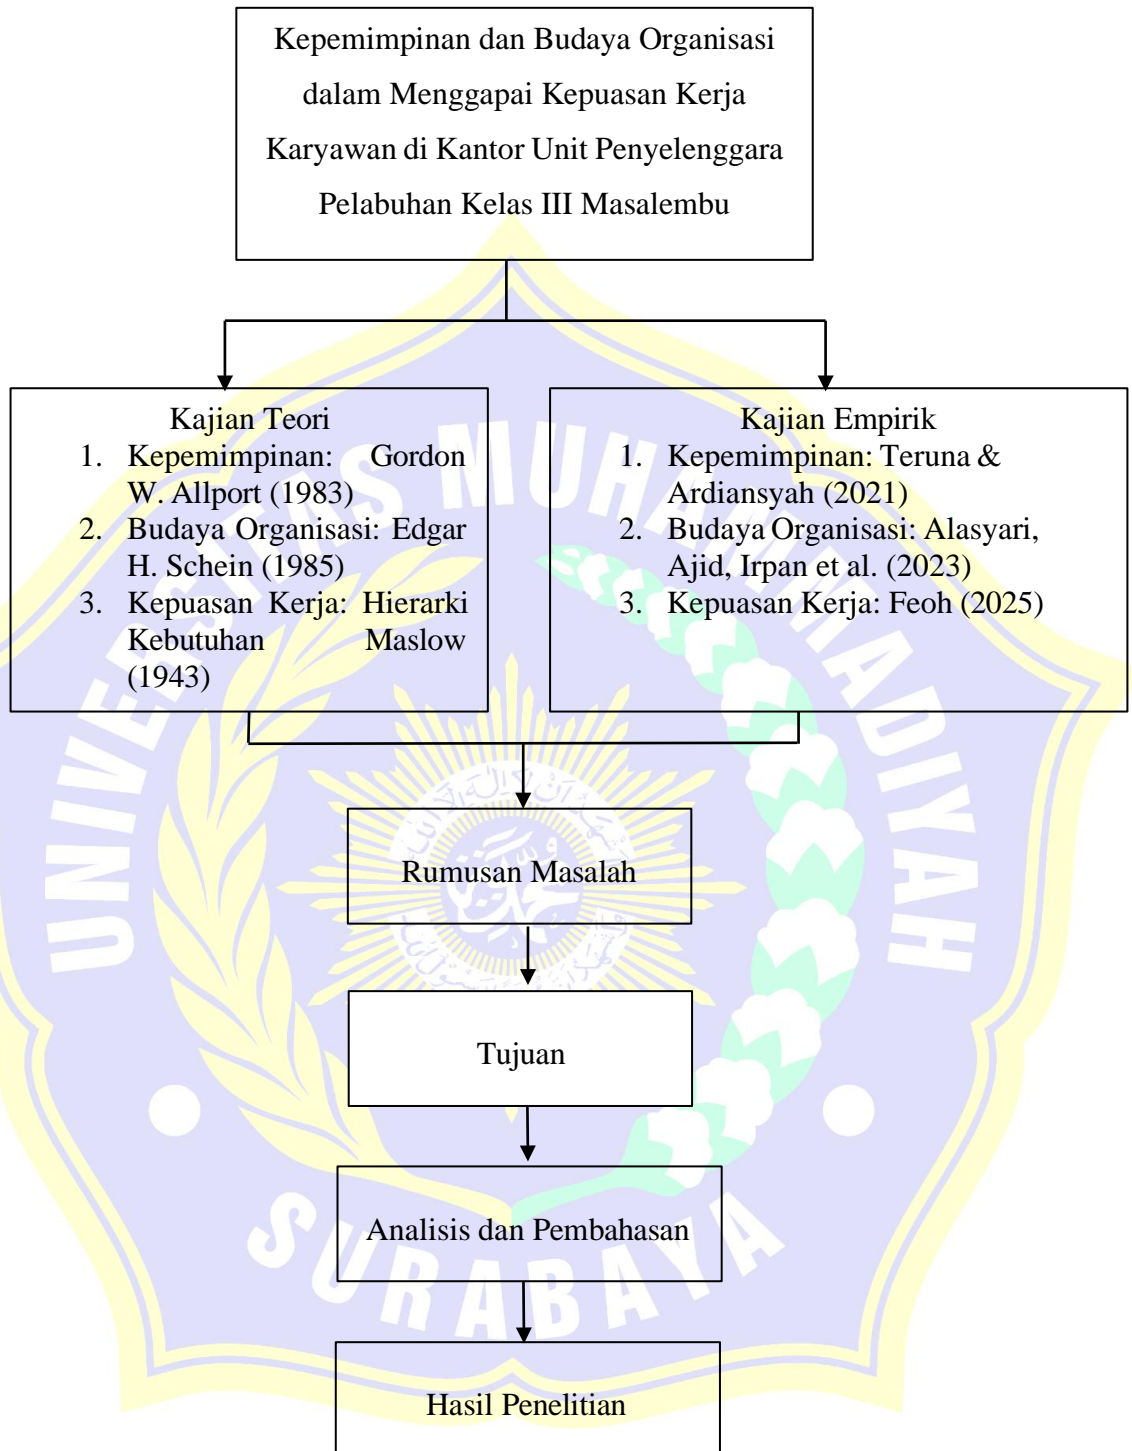 Kepemimpinan dan Budaya Organisasi
dalam Menggapai Kepuasan Kerja
Karyawan di Kantor Unit Penyelenggara
Pelabuhan Kelas III Masalembu
Kajian Teori
1. Kepemimpinan: Gordon
W. Allport (1983)
2. Budaya Organisasi: Edgar
H. Schein (1985)
3. Kepuasan Kerja: Hierarki
Kebutuhan Maslow
(1943)
Kajian Empirik
1. Kepemimpinan: Teruna &
Ardiansyah (2021)
2. Budaya Organisasi: Alasyari,
Ajid, Irpan et al. (2023)
3. Kepuasan Kerja: Feoh (2025)
Rumusan Masalah
Tujuan
Analisis dan Pembahasan
Hasil Penelitian
UNIVERSITAS MUHAMMADIYAH
SURABAYA